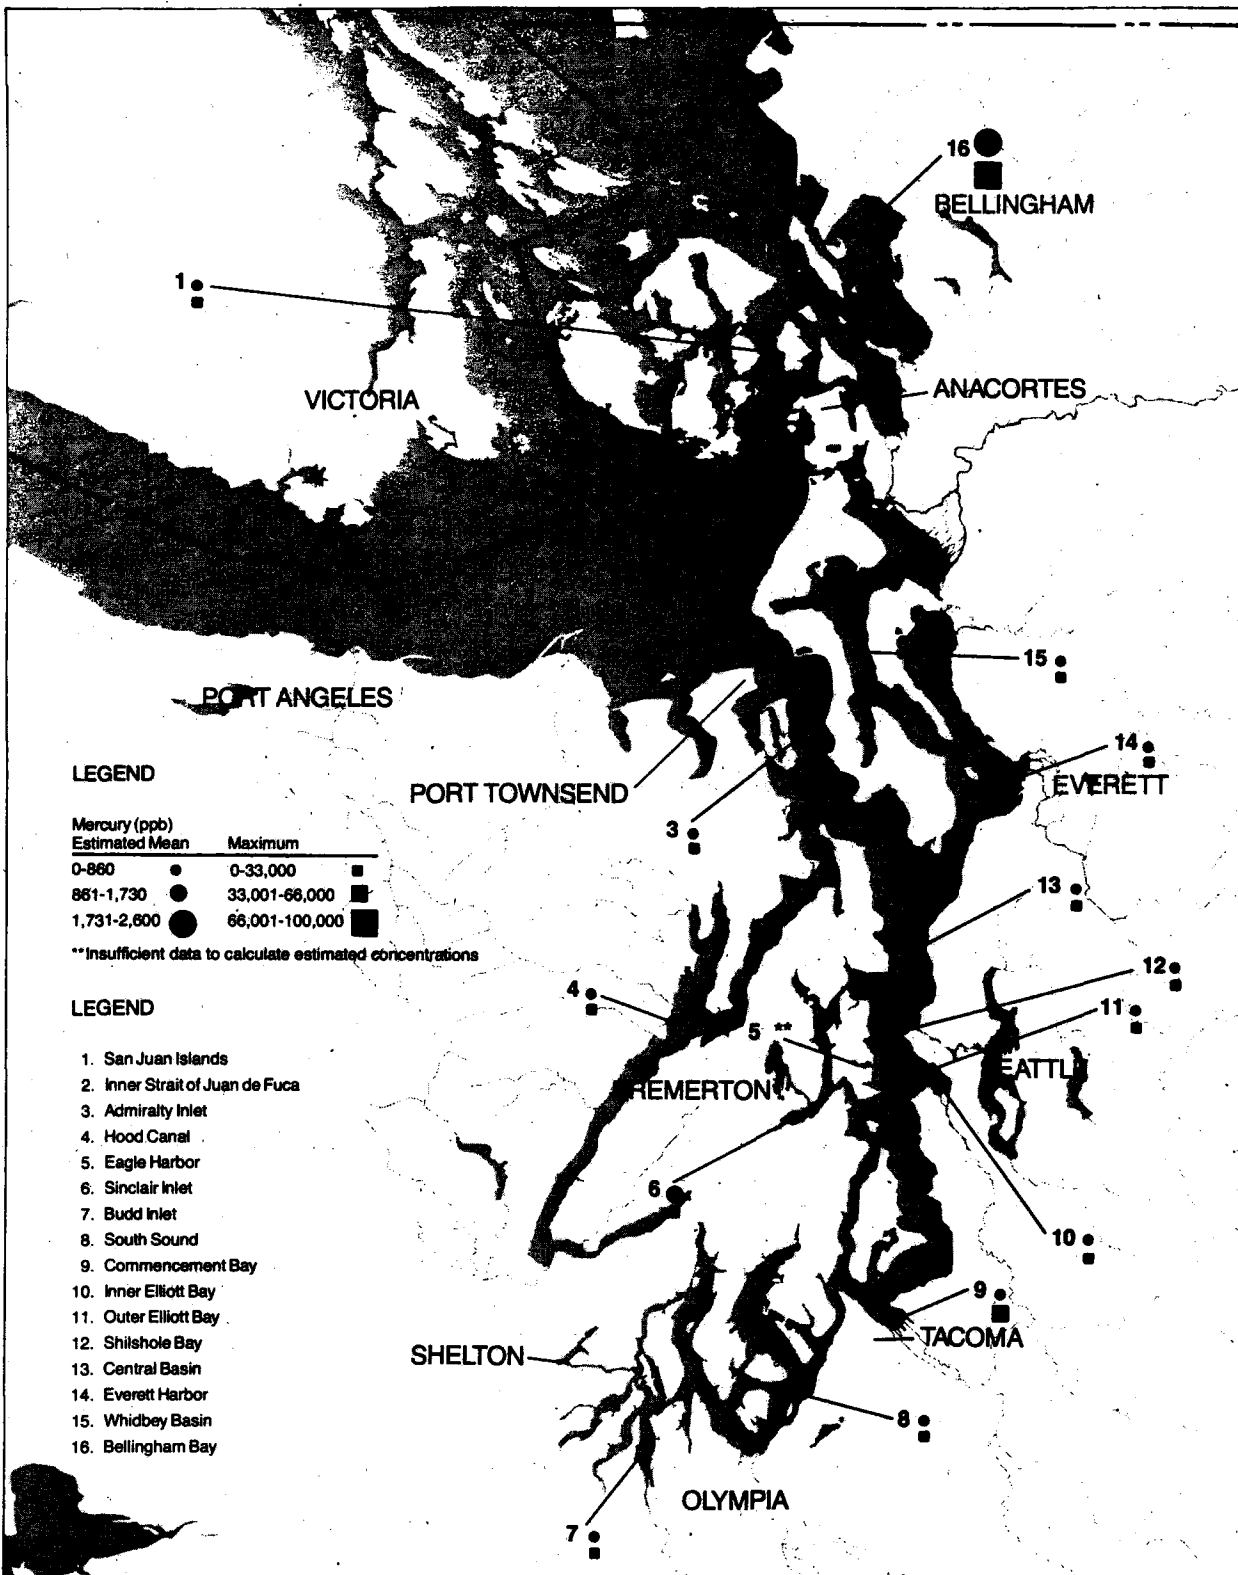 16
BELLINGHAM
1
VICTORIA
ANACORTES
15
PORT ANGELES
14
EVERETT
PORT TOWNSEND
3
LEGEND
Mercury (ppb)
Estimated Mean Maximum
0-860 0-33,000
861-1,730 33,001-66,000
1,731-2,600 66,001-100,000
**Insufficient data to calculate estimated concentrations
13
12
11
4
5 **
EATTLE
REMERTON
6
10
9
TACOMA
SHELTON
8
OLYMPIA
7
LEGEND
1. San Juan Islands
2. Inner Strait of Juan de Fuca
3. Admiralty Inlet
4. Hood Canal
5. Eagle Harbor
6. Sinclair Inlet
7. Budd Inlet
8. South Sound
9. Commencement Bay
10. Inner Elliott Bay
11. Outer Elliott Bay
12. Shilshole Bay
13. Central Basin
14. Everett Harbor
15. Whidbey Basin
16. Bellingham Bay